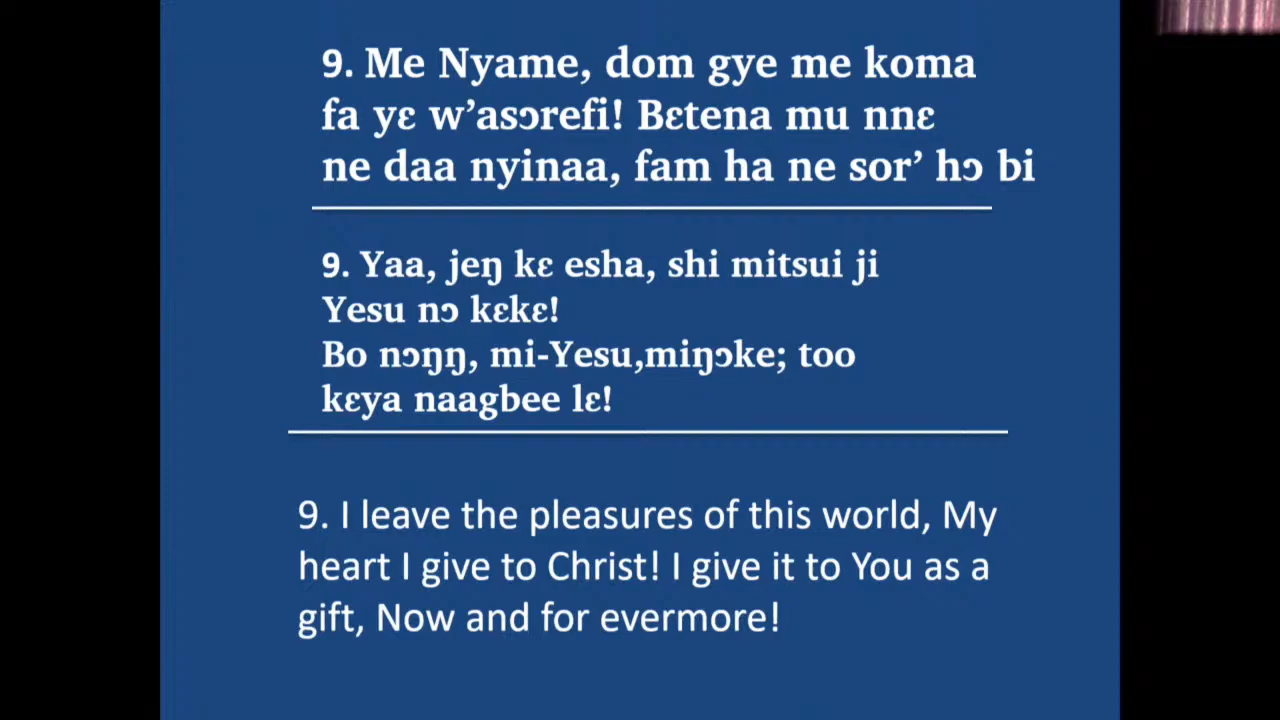 9. Me Nyame, dom gye me koma
fa yɛ w’asɔrefi! Bɛtena mu nnɛ
ne daa nyinaa, fam ha ne sor’ hɔ bi
9. Yaa, jeŋ kɛ esha, shi mitsui ji
Yesu nɔ kɛkɛ!
Bo nɔŋŋ, mi-Yesu,miŋɔke; too
kɛya naagbee lɛ!
9. I leave the pleasures of this world, My
heart I give to Christ! I give it to You as a
gift, Now and for evermore!